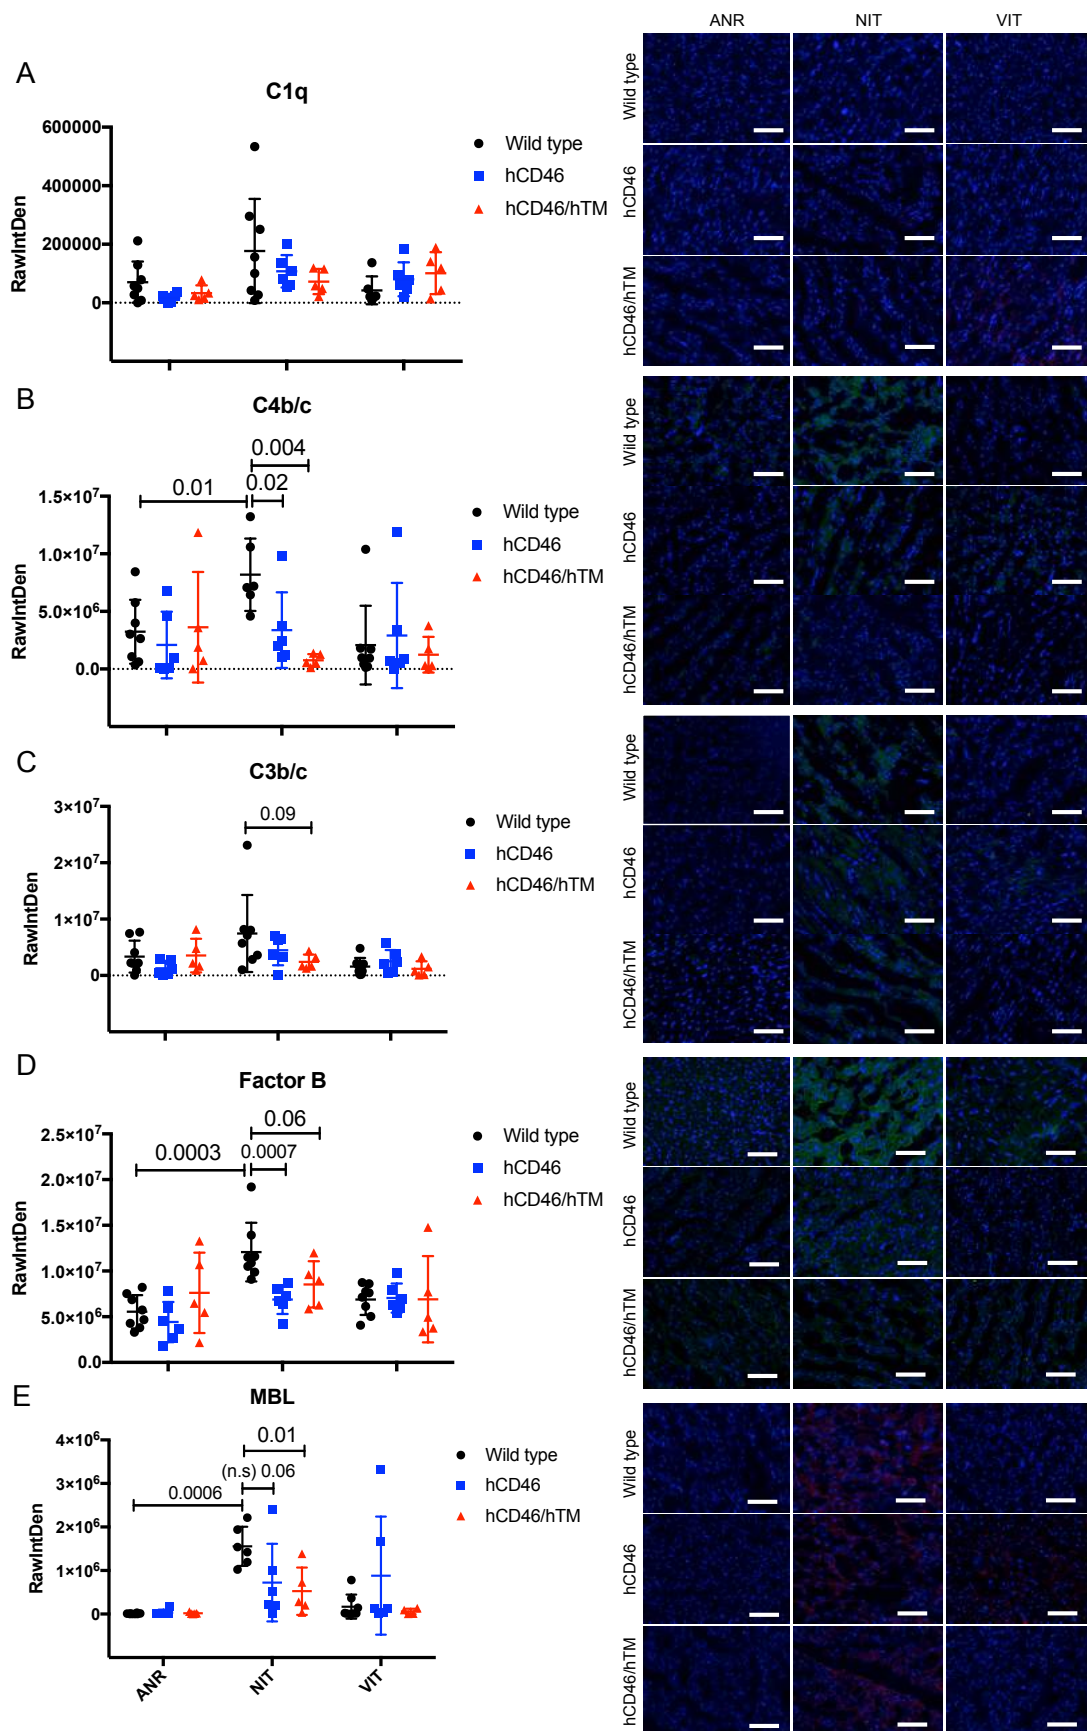 ANR NIT VIT
A
C1q
600000
400000
200000
0
RawIntDen
Wild type
hCD46
hCD46/hTM
Wild type
hCD46
hCD46/hTM
B
C4b/c
0.004
0.01
0.02
1.5×10⁷
1.0×10⁷
5.0×10⁶
0.0
RawIntDen
Wild type
hCD46
hCD46/hTM
Wild type
hCD46
hCD46/hTM
C
C3b/c
0.09
3×10⁷
2×10⁷
1×10⁷
0
RawIntDen
Wild type
hCD46
hCD46/hTM
Wild type
hCD46
hCD46/hTM
D
Factor B
0.06
0.0003
0.0007
2.5×10⁷
2.0×10⁷
1.5×10⁷
1.0×10⁷
5.0×10⁶
0.0
RawIntDen
Wild type
hCD46
hCD46/hTM
Wild type
hCD46
hCD46/hTM
E
MBL
0.01
(n.s) 0.06
0.0006
4×10⁶
3×10⁶
2×10⁶
1×10⁶
0
RawIntDen
Wild type
hCD46
hCD46/hTM
ANR NIT VIT
Wild type
hCD46
hCD46/hTM